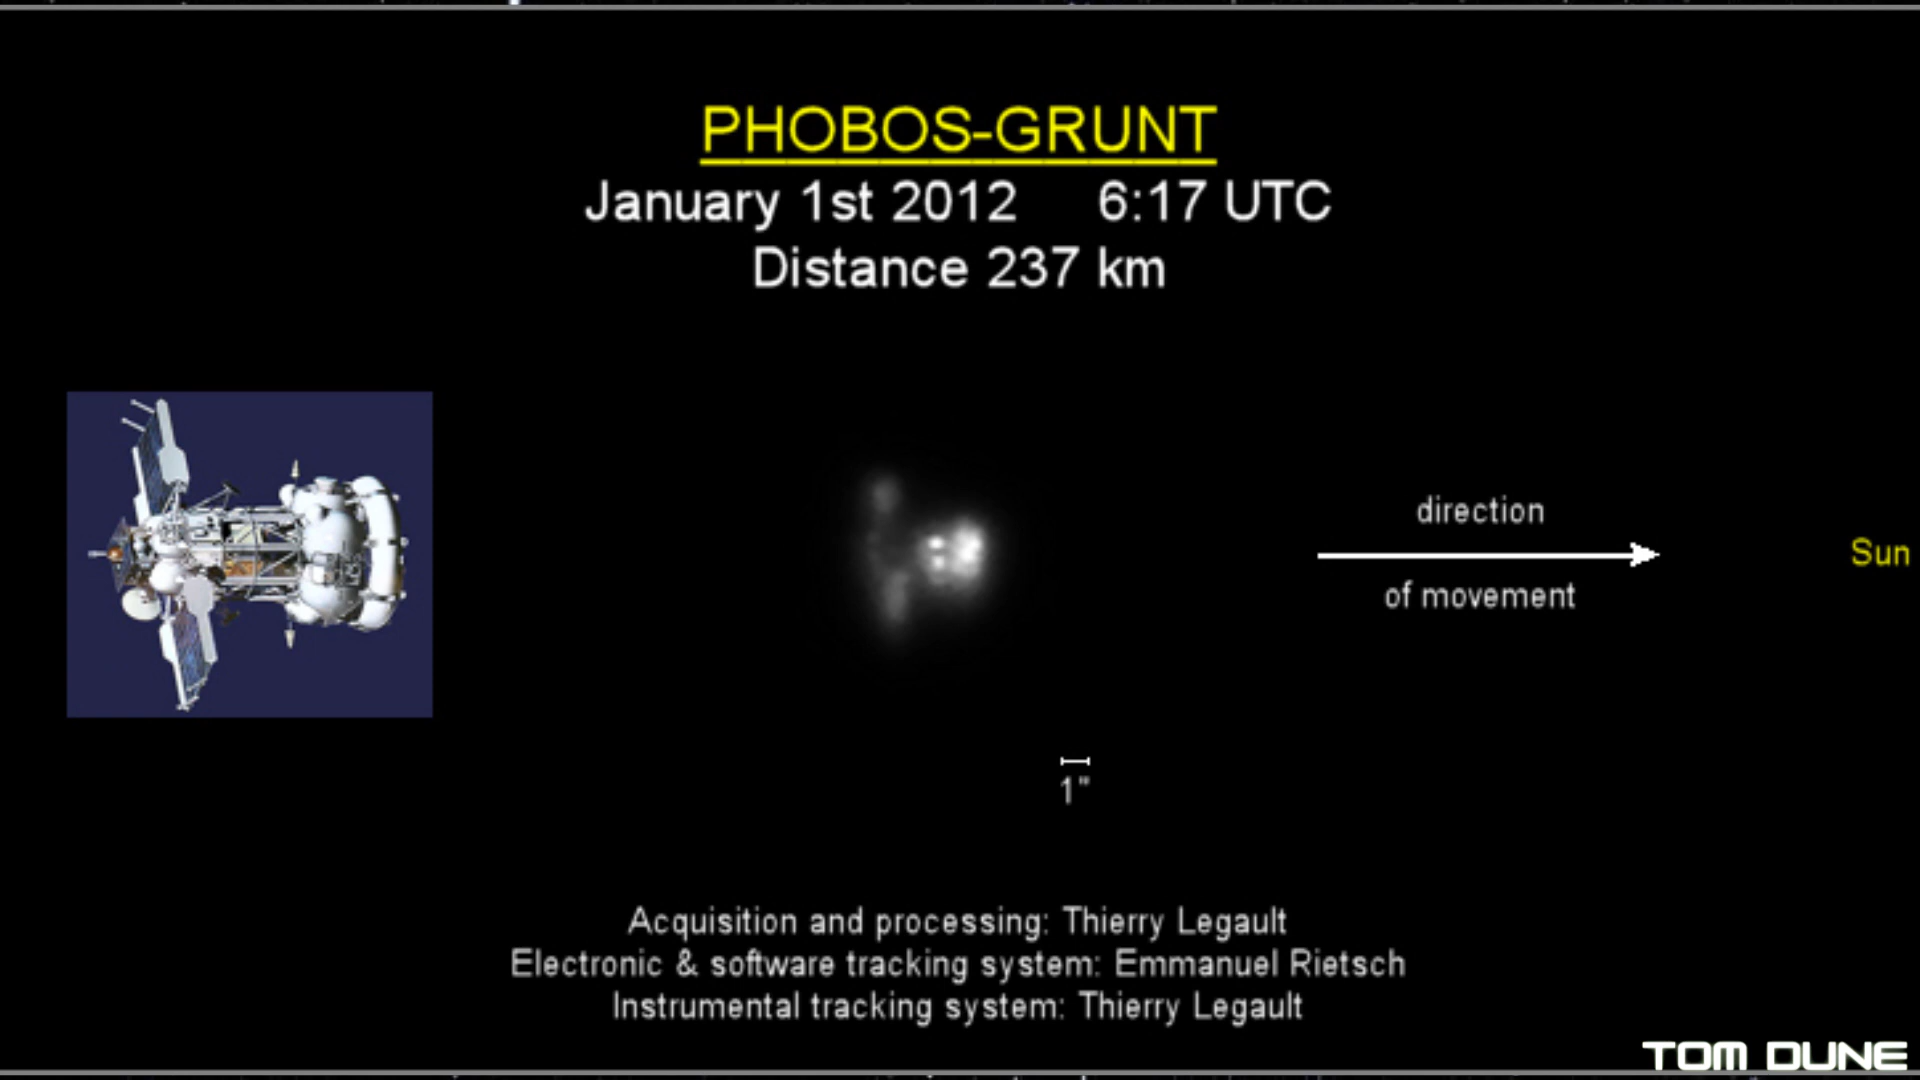 PHOBOS-GRUNT
January 1st 2012 6:17 UTC
Distance 237 km
direction
of movement
Sun
1"
Acquisition and processing: Thierry Legault
Electronic & software tracking system: Emmanuel Rietsch
Instrumental tracking system: Thierry Legault
TOM DUNE